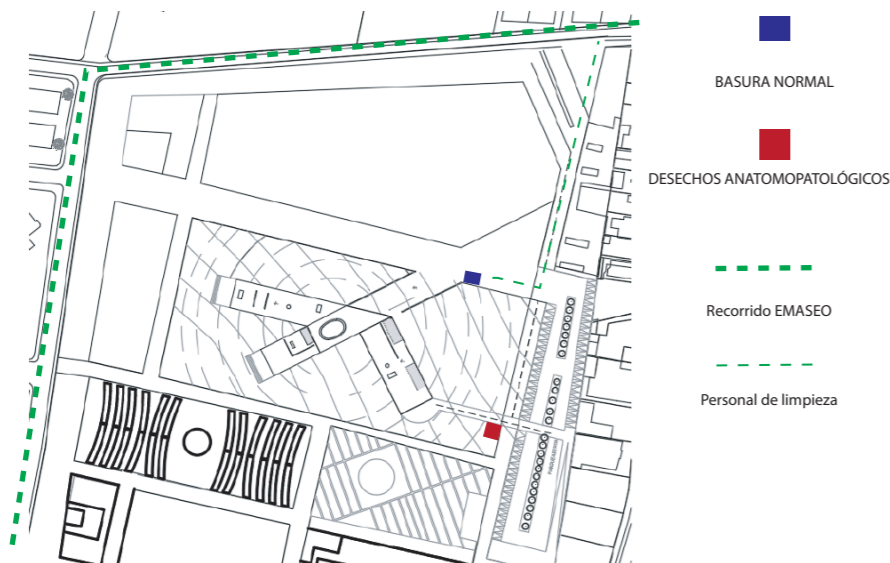 BASURA NORMAL
DESECHOS ANATOMOPATOLÓGICOS
Recorrido EMASEO
Personal de limpieza